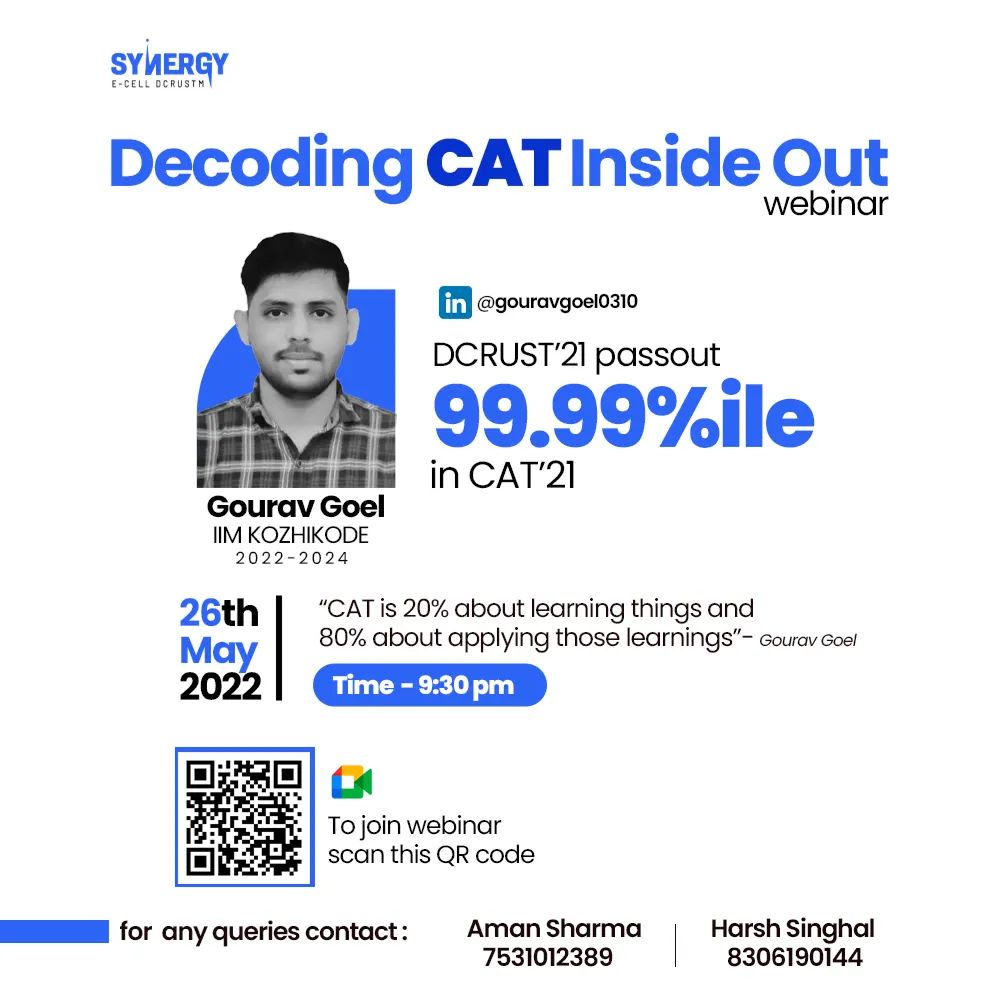 SYNERGY
E-CELL DCRUSTM
Decoding CAT Inside Out
webinar
in @gouravgoel0310
DCRUST'21 passout
99.99%ile
in CAT'21
Gourav Goel
IIM KOZHIKODE
2022-2024
26th
May
2022
“CAT is 20% about learning things and
80% about applying those learnings”- Gourav Goel
Time - 9:30 pm
To join webinar
scan this QR code
for any queries contact :
Aman Sharma
7531012389
Harsh Singhal
8306190144